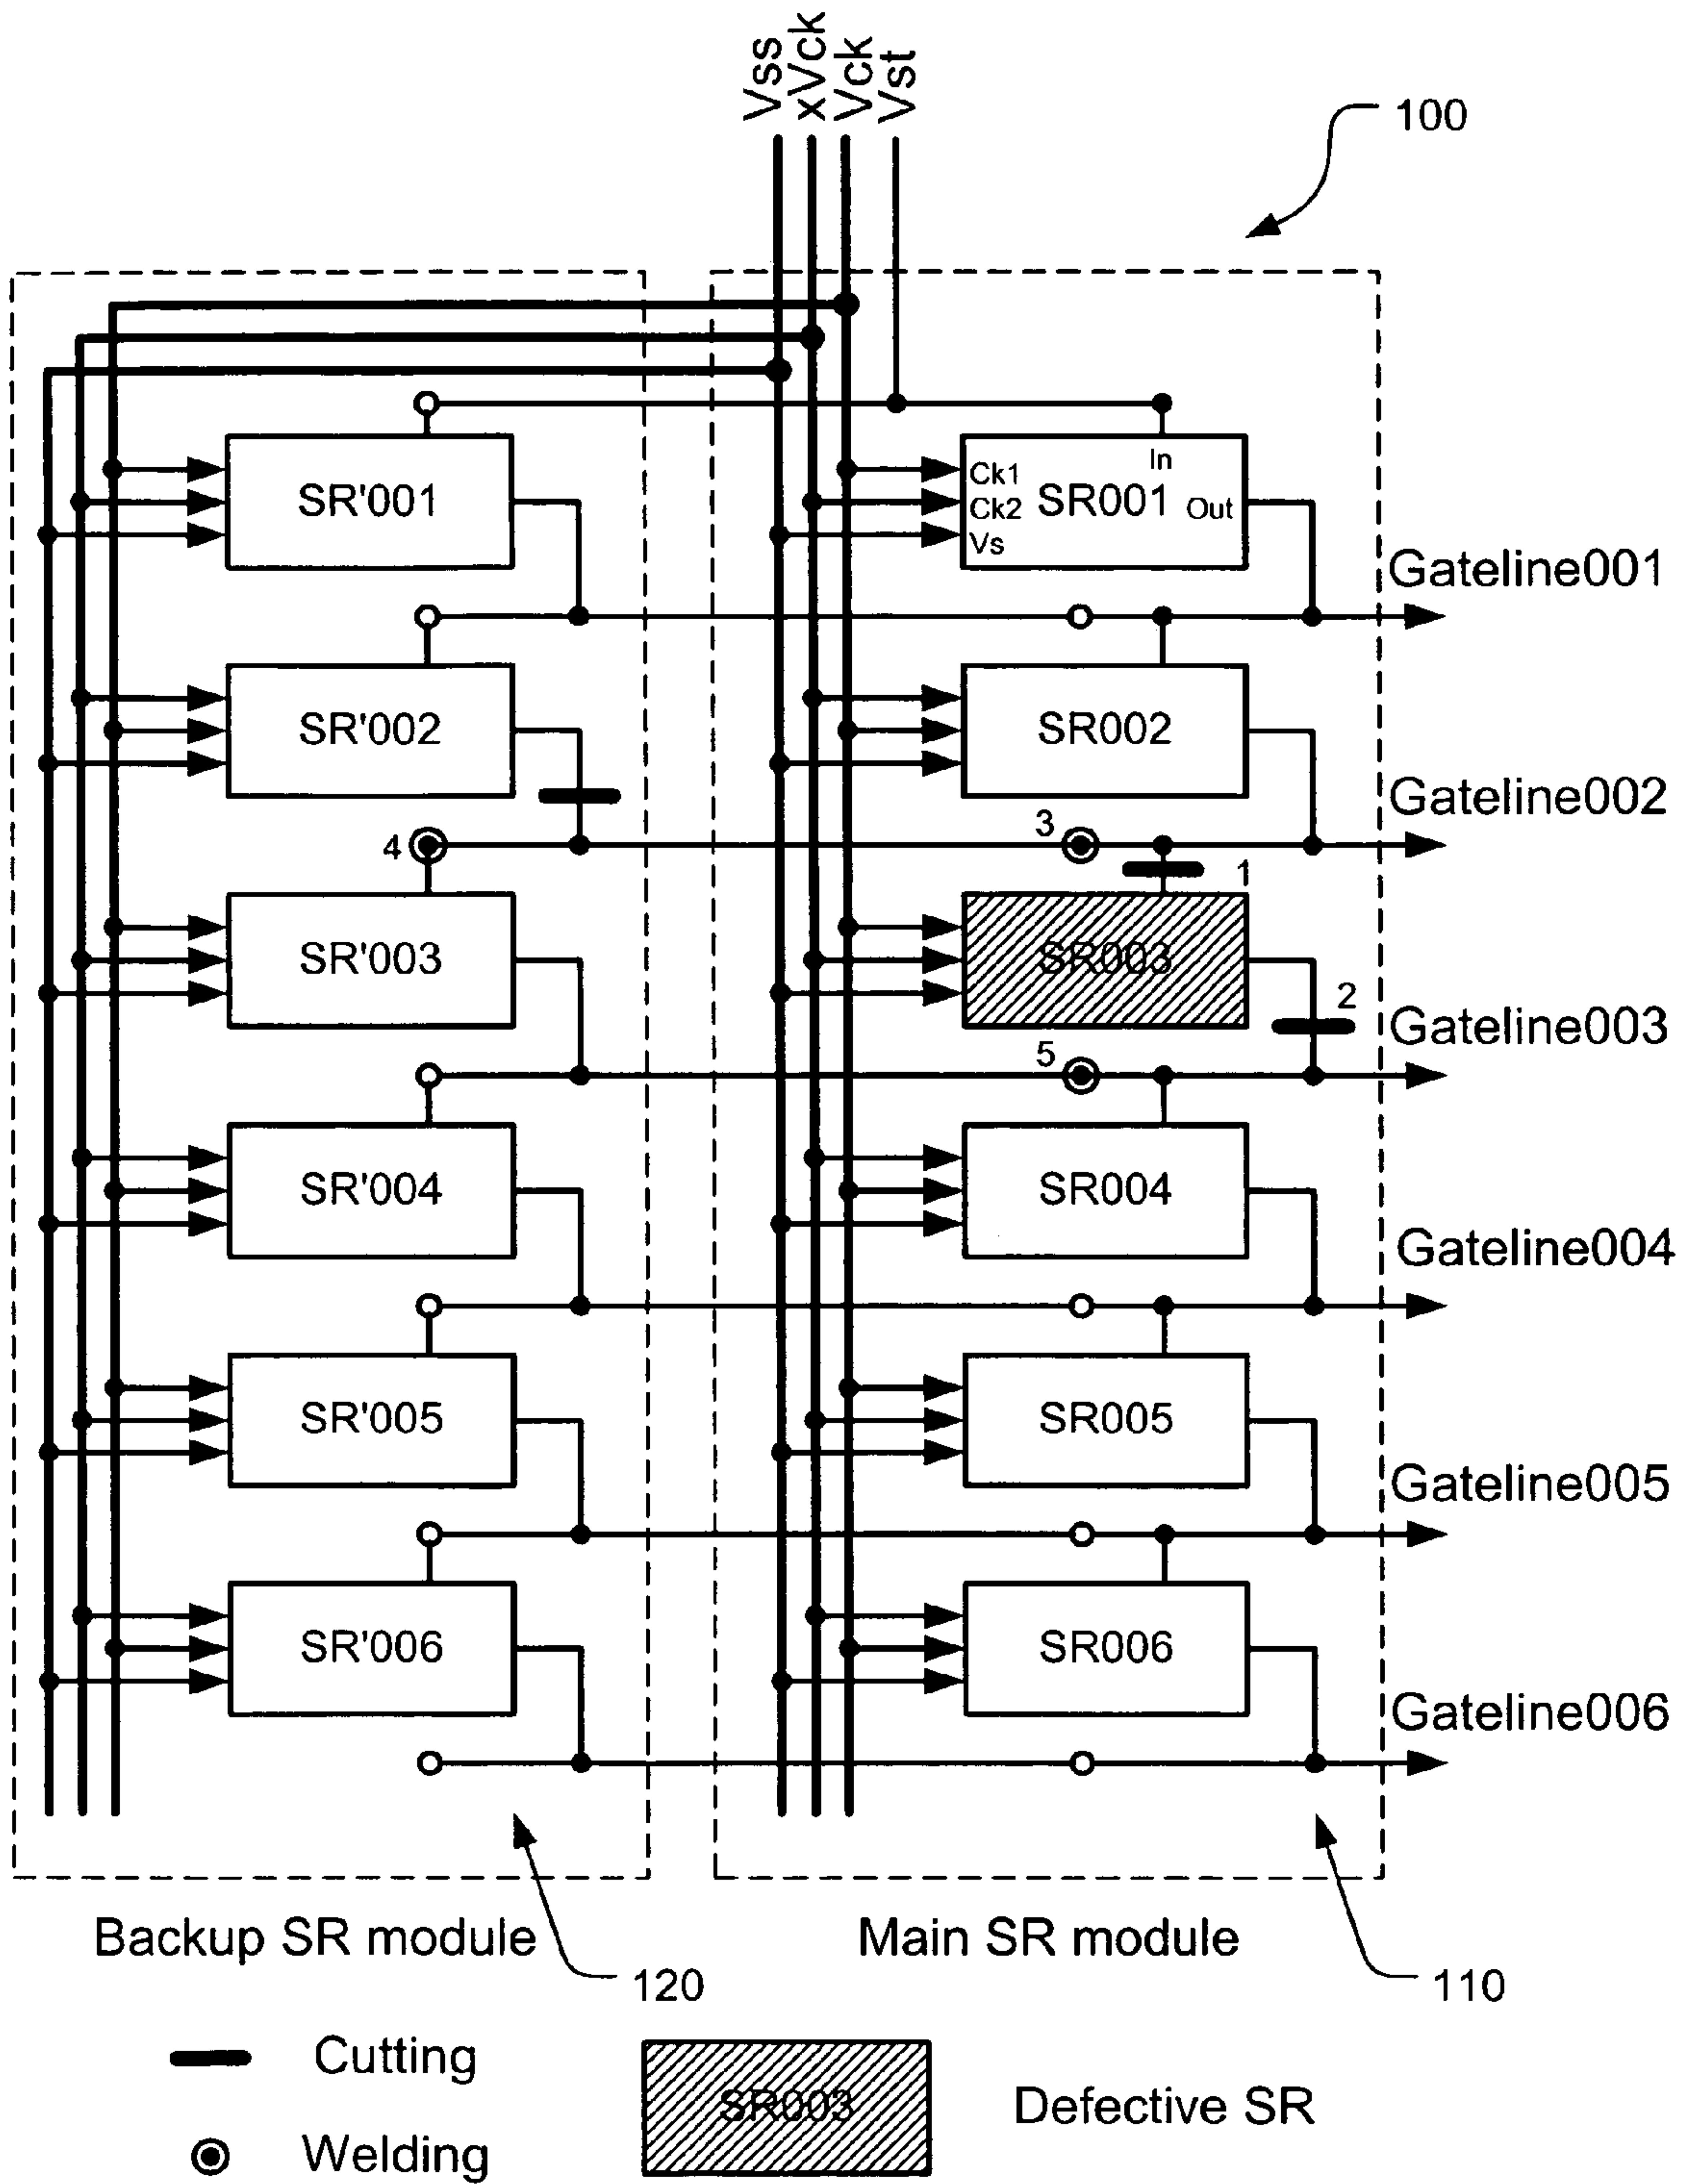 Vss
xVck
Vck
Vst
100
SR'001
In
Ck1
Ck2
SR001
Out
Vs
Gateline001
SR'002
SR002
Gateline002
4
3
1
SR'003
SR003
2
Gateline003
5
SR'004
SR004
Gateline004
SR'005
SR005
Gateline005
SR'006
SR006
Gateline006
Backup SR module
Main SR module
120
110
Cutting
SR003
Defective SR
Welding